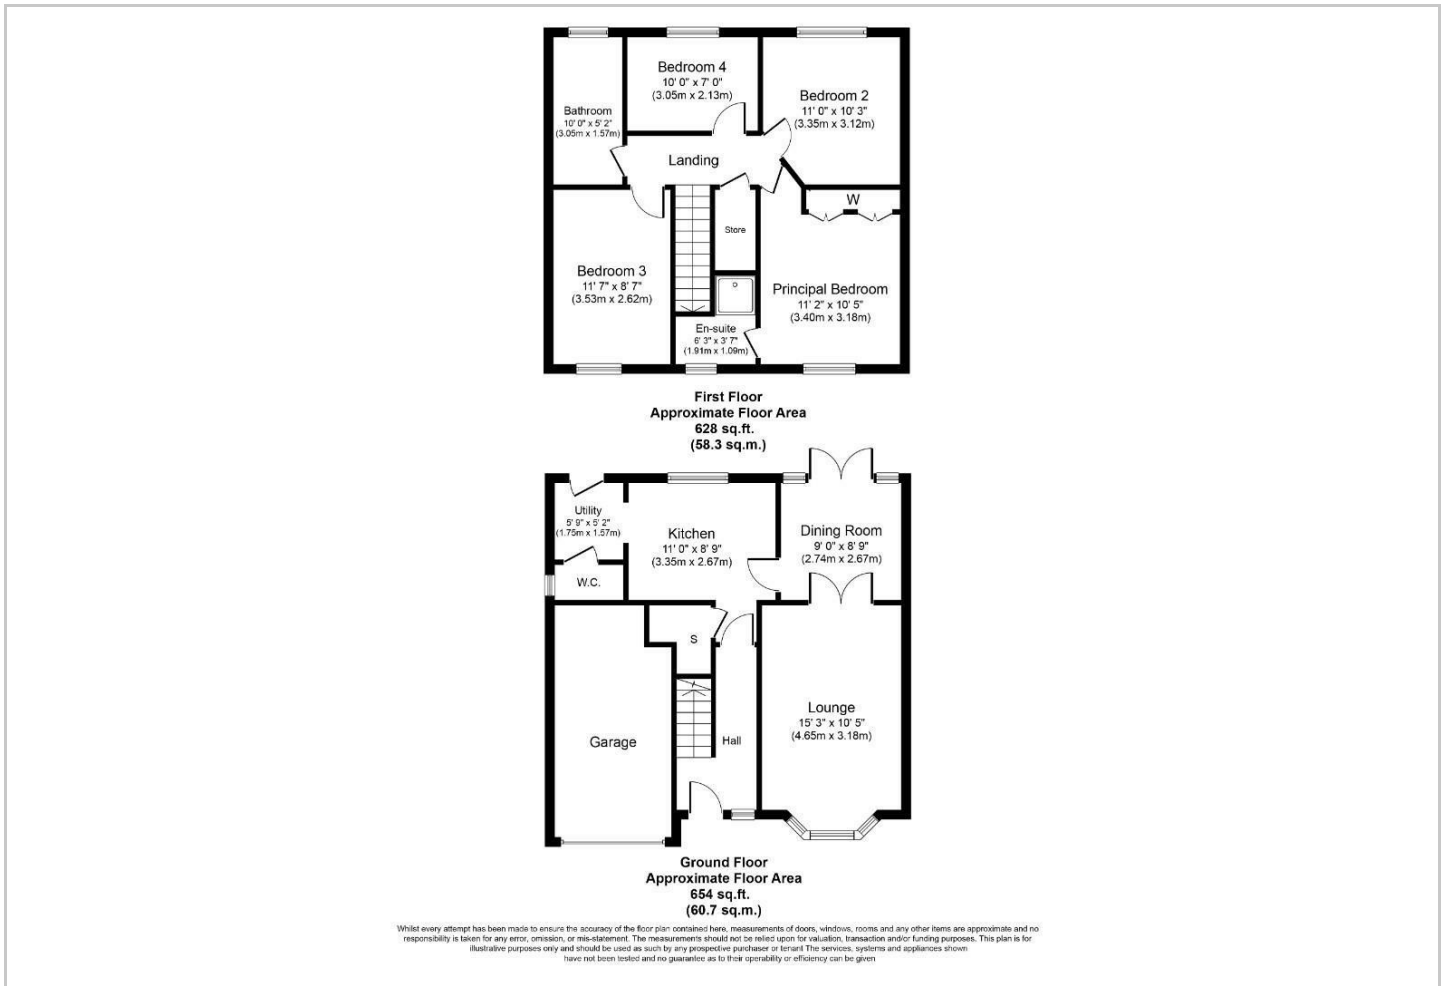 Bedroom 4
10' 0" x 7' 0"
(3.05m x 2.13m)
Bedroom 2
11' 0" x 10' 3"
(3.35m x 3.12m)
Bathroom
10' 0" x 5' 2"
(3.05m x 1.57m)
Landing
W
Store
Bedroom 3
11' 7" x 8' 7"
(3.53m x 2.62m)
Principal Bedroom
11' 2" x 10' 5"
(3.40m x 3.18m)
En-suite
6' 3" x 3' 7"
(1.91m x 1.09m)
First Floor
Approximate Floor Area
628 sq.ft.
(58.3 sq.m.)
Utility
5' 9" x 5' 2"
(1.75m x 1.57m)
Kitchen
11' 0" x 8' 9"
(3.35m x 2.67m)
Dining Room
9' 0" x 8' 9"
(2.74m x 2.67m)
W.C.
S
Lounge
15' 3" x 10' 5"
(4.65m x 3.18m)
Garage
Hall
Ground Floor
Approximate Floor Area
654 sq.ft.
(60.7 sq.m.)
Whilst every attempt has been made to ensure the accuracy of the floor plan contained here, measurements of doors, windows, rooms and any other items are approximate and no
responsibility is taken for any error, omission, or mis-statement. The measurements should not be relied upon for valuation, transaction and/or funding purposes. This plan is for
illustrative purposes only and should be used as such by any prospective purchaser or tenant The services, systems and appliances shown
have not been tested and no guarantee as to their operability or efficiency can be given